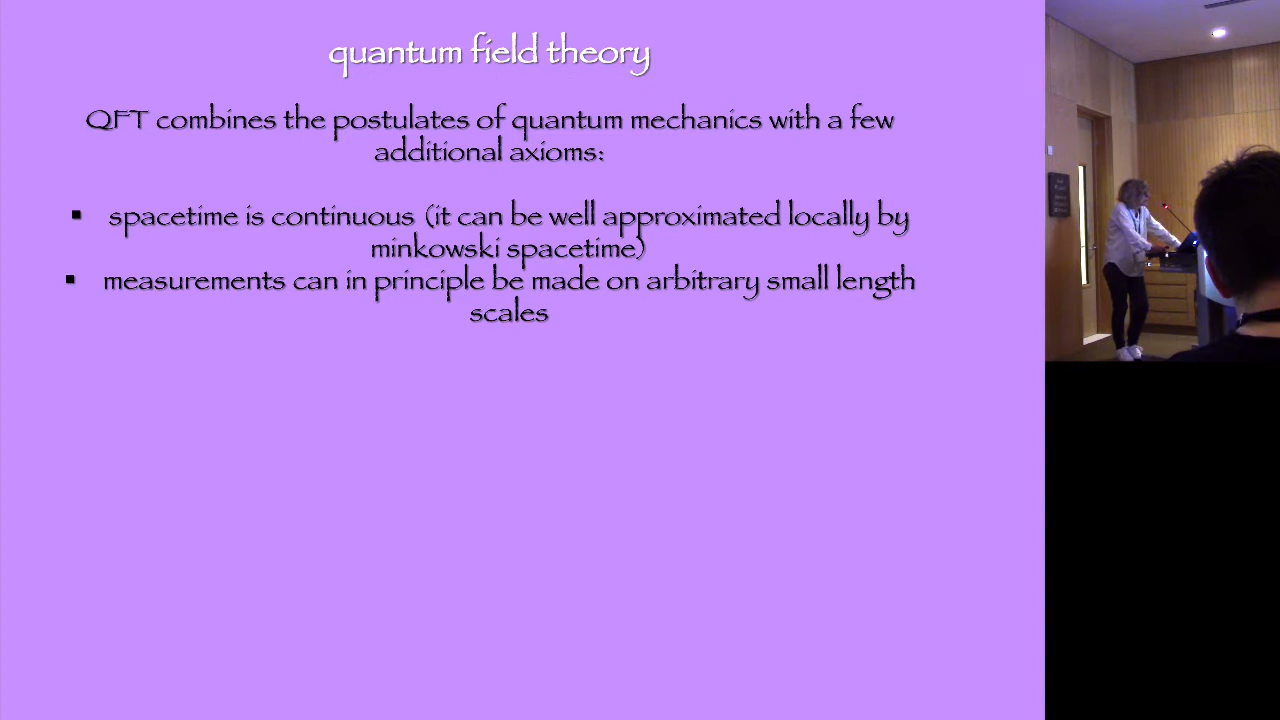 quantum field theory
QFT combines the postulates of quantum mechanics with a few
additional axioms:
▪ spacetime is continuous (it can be well approximated locally by
minkowski spacetime)
▪ measurements can in principle be made on arbitrary small length
scales